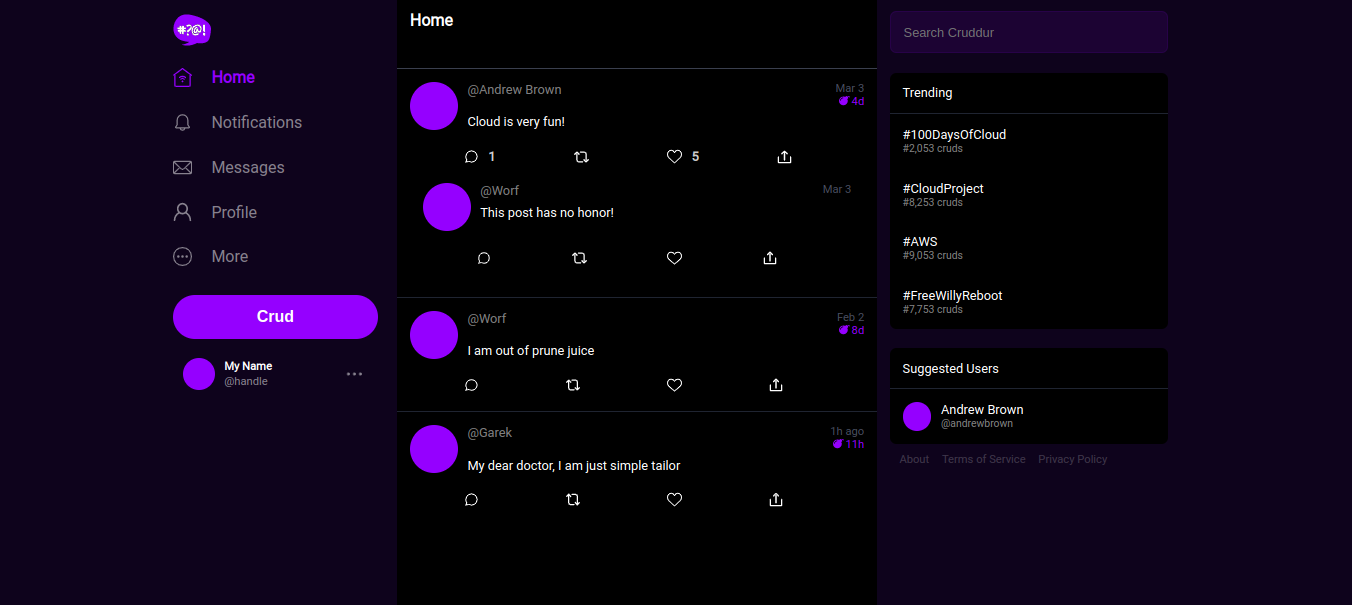 #?@!
Home
Notifications
Messages
Profile
More
Crud
My Name
@handle
Home
@Andrew Brown
Mar 3
4d
Cloud is very fun!
1
5
@Worf
Mar 3
This post has no honor!
@Worf
Feb 2
8d
I am out of prune juice
@Garek
1h ago
11h
My dear doctor, I am just simple tailor
Search Cruddur
Trending
#100DaysOfCloud
#2,053 cruds
#CloudProject
#8,253 cruds
#AWS
#9,053 cruds
#FreeWillyReboot
#7,753 cruds
Suggested Users
Andrew Brown
@andrewbrown
About Terms of Service Privacy Policy